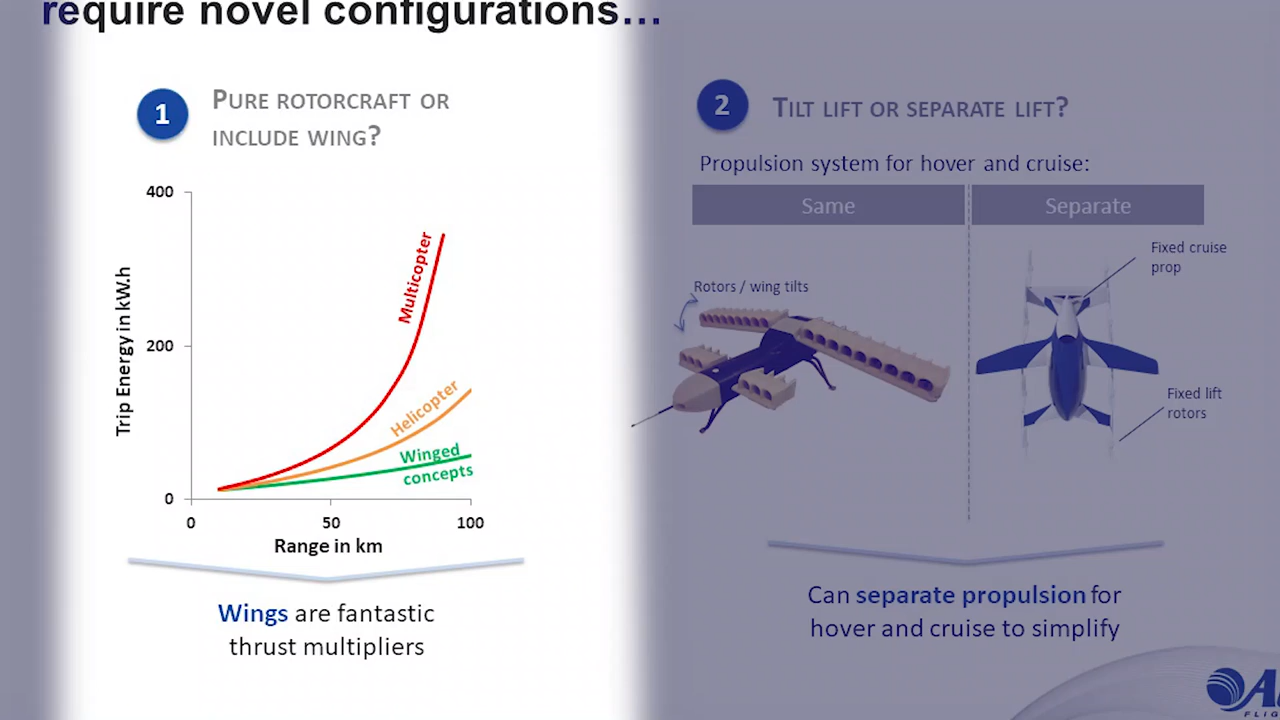 require novel configurations...
1
PURE ROTORCRAFT OR
INCLUDE WING?
400
200
0
Trip Energy in kW.h
Multicopter
Helicopter
Winged
concepts
0
50
100
Range in km
Wings are fantastic
thrust multipliers
2
TILT LIFT OR SEPARATE LIFT?
Propulsion system for hover and cruise:
Same
Separate
Rotors / wing tilts
Fixed cruise
prop
Fixed lift
rotors
Can separate propulsion for
hover and cruise to simplify